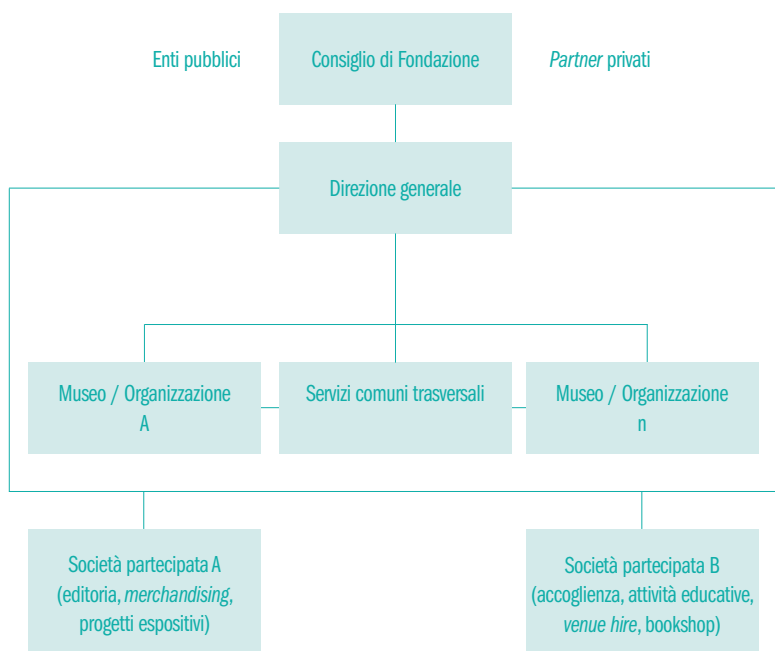 Enti pubblici
Consiglio di Fondazione
Partner privati
Direzione generale
Museo / Organizzazione
A
Servizi comuni trasversali
Museo / Organizzazione
n
Società partecipata A
(editoria, merchandising,
progetti espositivi)
Società partecipata B
(accoglienza, attività educative,
venue hire, bookshop)